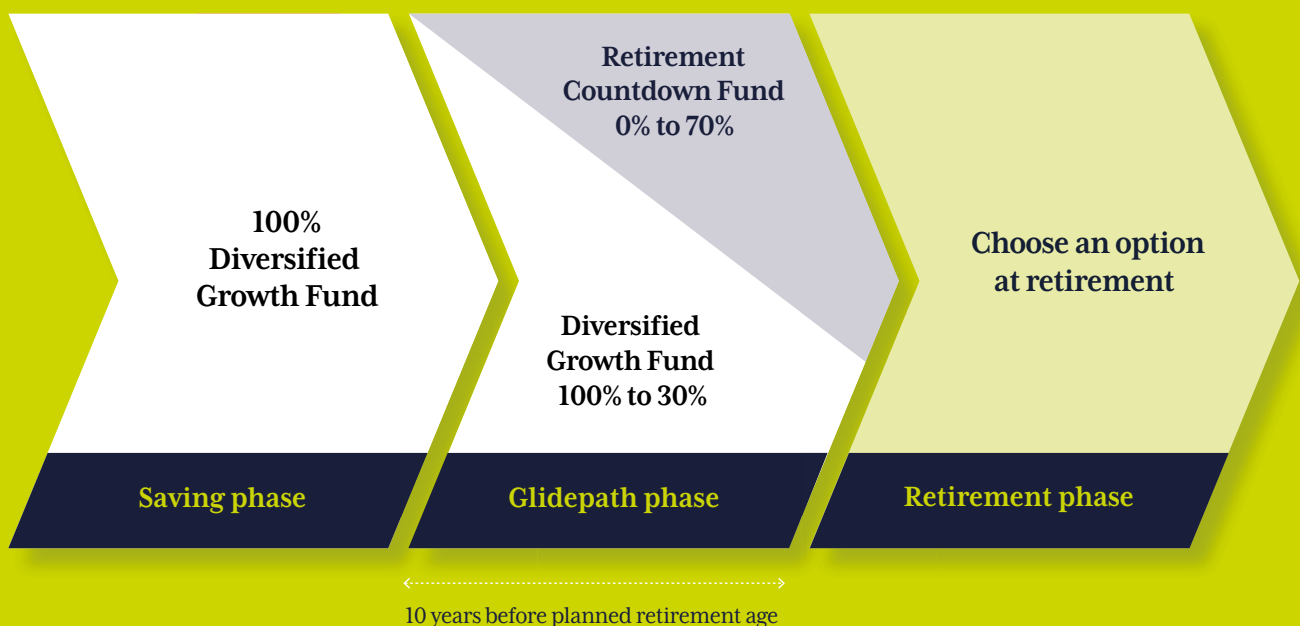 100%
Diversified
Growth Fund
Saving phase
Retirement
Countdown Fund
0% to 70%
Diversified
Growth Fund
100% to 30%
Glidepath phase
Choose an option
at retirement
Retirement phase
10 years before planned retirement age